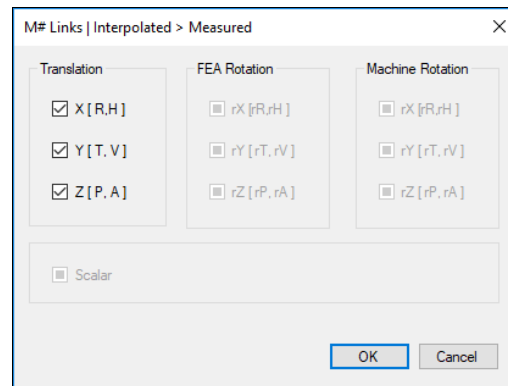 M# Links | Interpolated > Measured
Translation
X [ R,H ]
Y [ T, V ]
Z [ P, A ]
FEA Rotation
rX [rR,rH ]
rY [ rT, rV ]
rZ [ rP, rA ]
Machine Rotation
rX [rR,rH ]
rY [ rT, rV ]
rZ [ rP, rA ]
Scalar
OK
Cancel